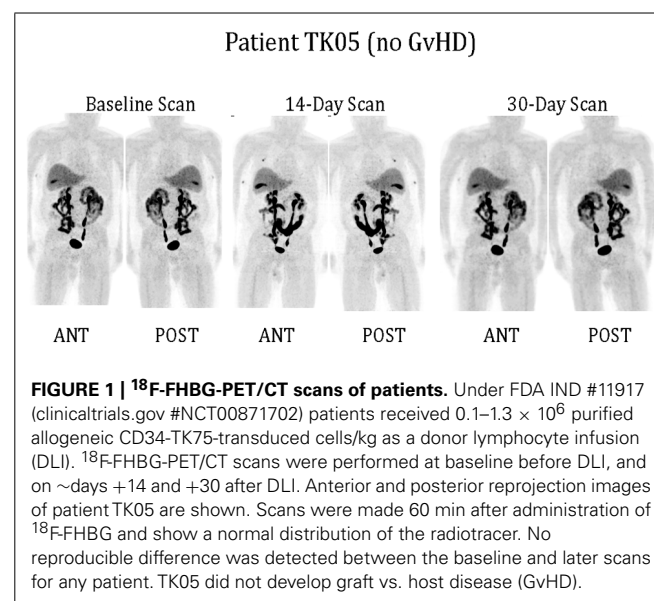 Patient TK05 (no GvHD)
Baseline Scan 14-Day Scan 30-Day Scan
ANT POST ANT POST ANT POST
FIGURE 1 | ¹⁸F-FHBG-PET/CT scans of patients. Under FDA IND #11917
(clinicaltrials.gov #NCT00871702) patients received 0.1–1.3 × 10⁶ purified
allogeneic CD34-TK75-transduced cells/kg as a donor lymphocyte infusion
(DLI). ¹⁸F-FHBG-PET/CT scans were performed at baseline before DLI, and
on ~days +14 and +30 after DLI. Anterior and posterior reprojection images
of patient TK05 are shown. Scans were made 60 min after administration of
¹⁸F-FHBG and show a normal distribution of the radiotracer. No
reproducible difference was detected between the baseline and later scans
for any patient. TK05 did not develop graft vs. host disease (GvHD).